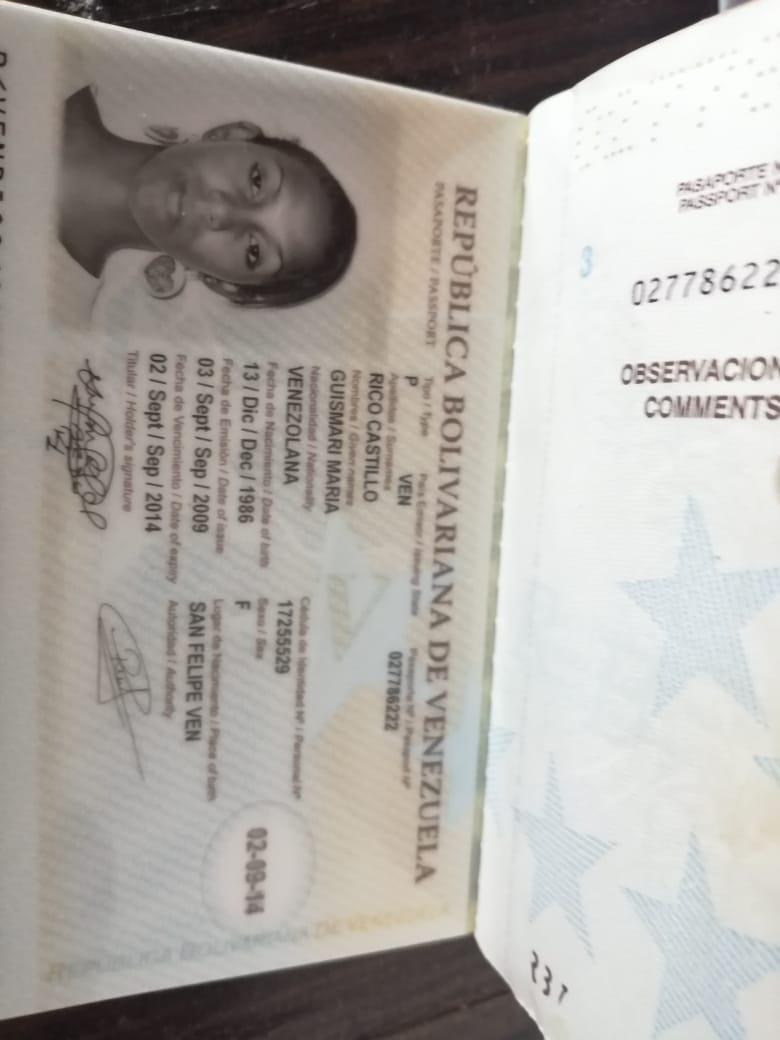 REPÚBLICA BOLIVARIANA DE VENEZUELA
PASAPORTE / PASSPORT
Tipo / Type País Emisor / Issuing State Pasaporte Nº / Passport Nº
P VEN 027786222
Apellidos / Surnames
RICO CASTILLO
Nombres / Given names
GUISMARI MARIA
Nacionalidad / Nationality Cédula de Identidad Nº / Personal Nº
VENEZOLANA 17255529
Fecha de Nacimiento / Date of birth Sexo / Sex
13 / Dic / Dec / 1986 F
Fecha de Emisión / Date of issue Lugar de Nacimiento / Place of birth
03 / Sept / Sep / 2009 SAN FELIPE VEN
Fecha de Vencimiento / Date of expiry Autoridad / Authority
02 / Sept / Sep / 2014
Titular / Holder's signature
02-09-14
REPÚBLICA BOLIVARIANA DE VENEZUELA
PASAPORTE N
PASSPORT Nº
3
027786222
OBSERVACION
COMMENTS